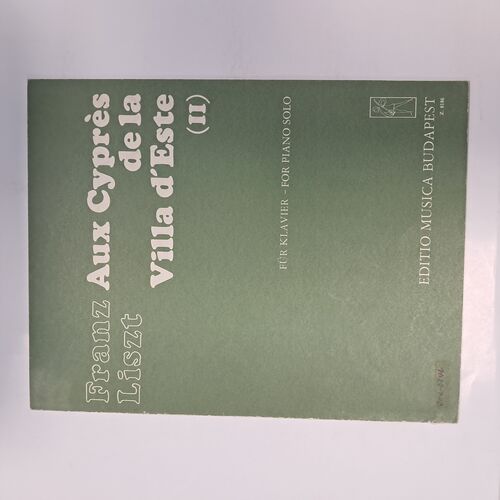 Franz
Liszt
Aux Cyprès
de la
Villa d'Este
(II)
FÜR KLAVIER – FOR PIANO SOLO
EDITIO MUSICA BUDAPEST